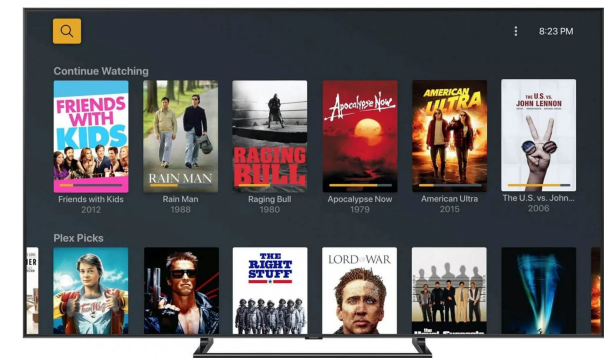 8:23 PM
Continue Watching
FRIENDS
WITH
KIDS
RAIN MAN
RAGING
BULL
Apocalypse Now
AMERICAN
ULTRA
THE U.S. VS.
JOHN LENNON
Friends with Kids
Rain Man
Raging Bull
Apocalypse Now
American Ultra
The U.S. vs. John...
2012
1988
1980
1979
2015
2006
Plex Picks
THE
RIGHT
STUFF
LORD OF WAR